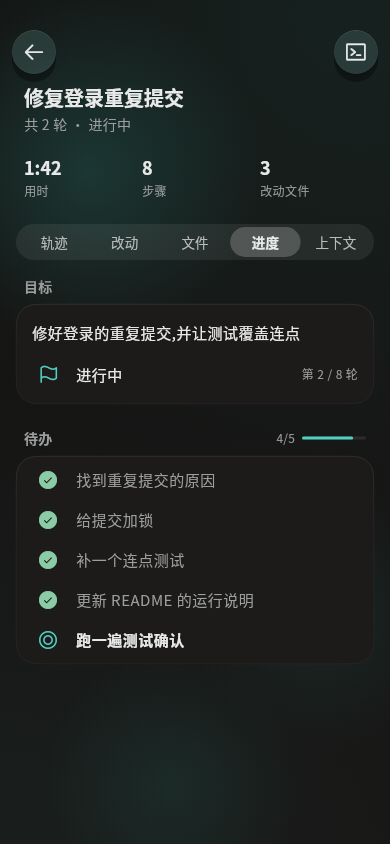 修复登录重复提交
共 2 轮 · 进行中
1:42 8 3
用时 步骤 改动文件
轨迹 改动 文件 进度 上下文
目标
修好登录的重复提交,并让测试覆盖连点
进行中 第 2 / 8 轮
待办 4/5
找到重复提交的原因
给提交加锁
补一个连点测试
更新 README 的运行说明
跑一遍测试确认